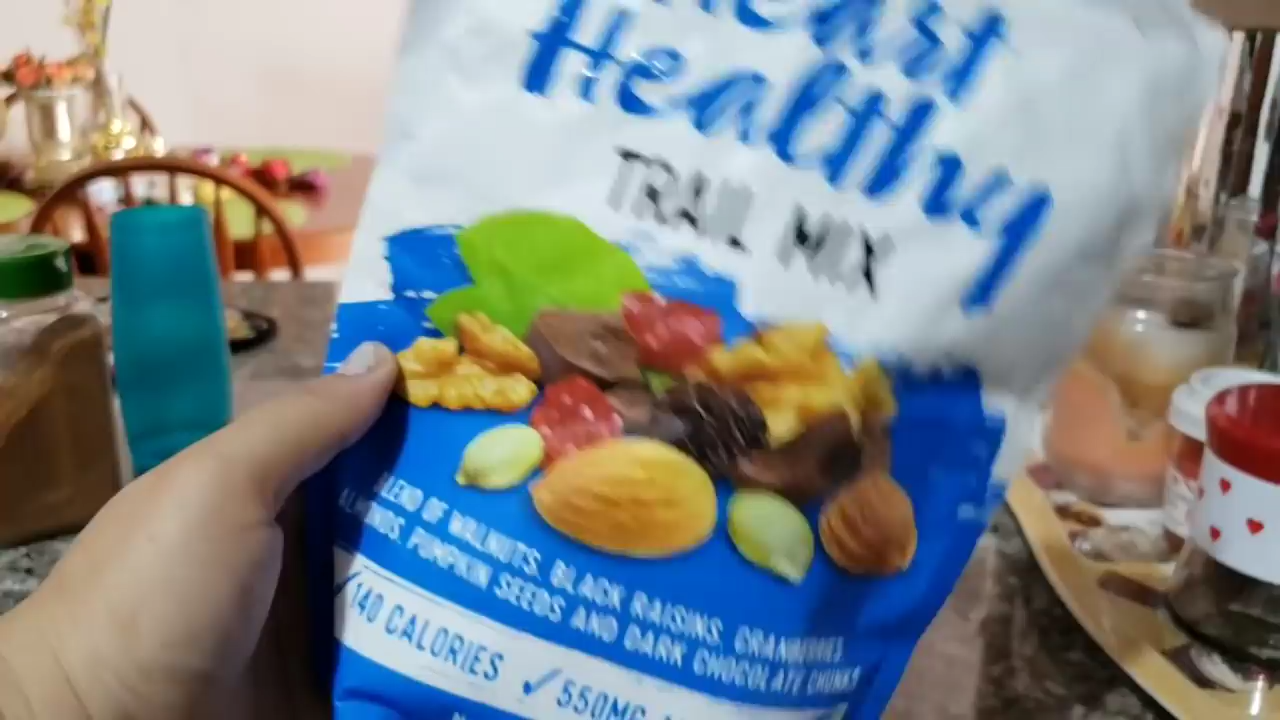 Heart
Healthy
TRAIL MIX
BLEND OF WALNUTS, BLACK RAISINS, CRANBERRIES,
ALMONDS, PUMPKIN SEEDS AND DARK CHOCOLATE CHUNKS
✓140 CALORIES ✓550MG